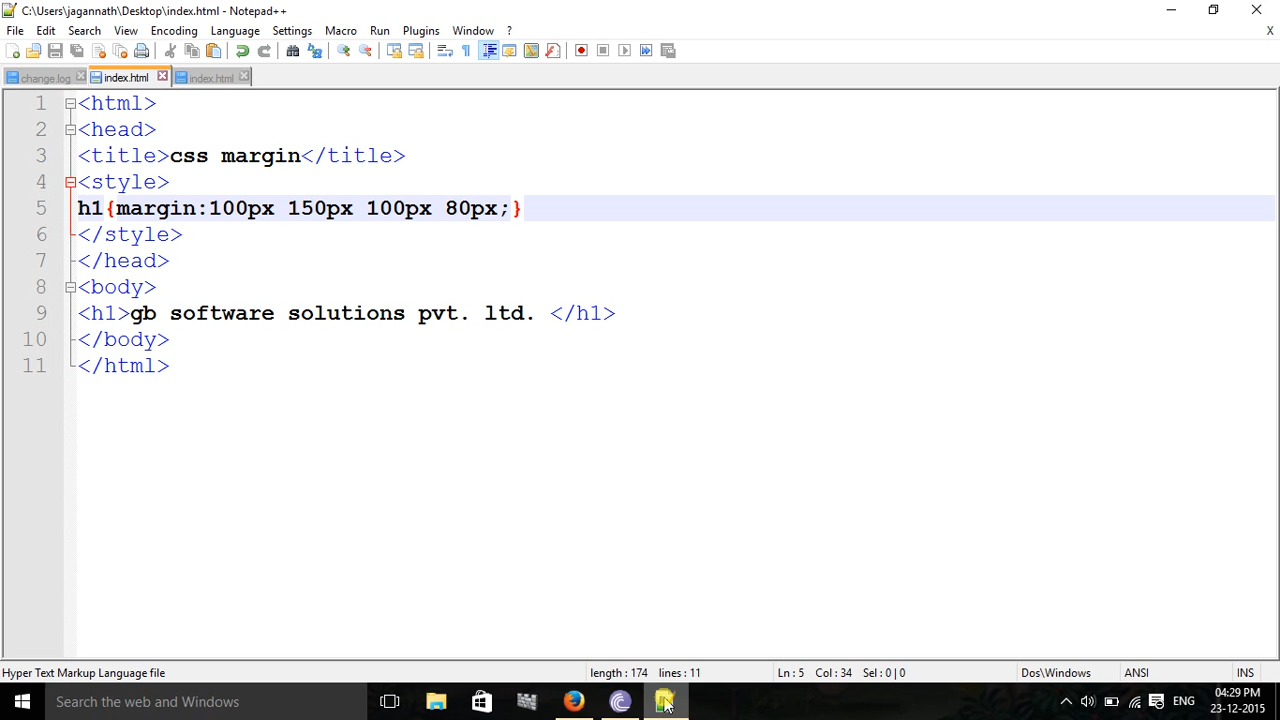 C:\Users\jagannath\Desktop\index.html - Notepad++
File Edit Search View Encoding Language Settings Macro Run Plugins Window ? X
change.log index.html index.html
1 <html>
2 <head>
3 <title>css margin</title>
4 <style>
5 h1{margin:100px 150px 100px 80px;}
6 </style>
7 </head>
8 <body>
9 <h1>gb software solutions pvt. ltd. </h1>
10 </body>
11 </html>
Hyper Text Markup Language file length : 174 lines : 11 Ln : 5 Col : 34 Sel : 0 | 0 Dos\Windows ANSI INS
Search the web and Windows ENG 04:29 PM
23-12-2015